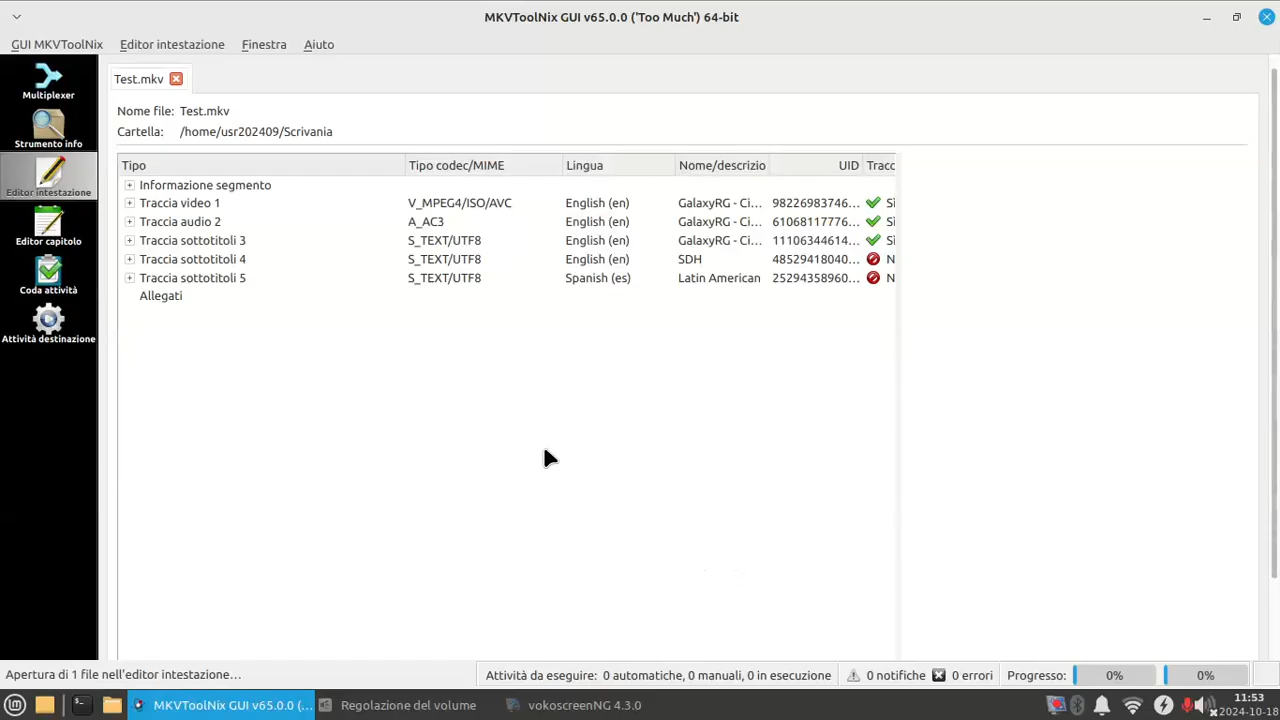 MKVToolNix GUI v65.0.0 ('Too Much') 64-bit
GUI MKVToolNix Editor intestazione Finestra Aiuto
Multiplexer
Strumento info
Editor intestazione
Editor capitolo
Coda attività
Attività destinazione
Test.mkv
Nome file: Test.mkv
Cartella: /home/usr202409/Scrivania
Tipo Tipo codec/MIME Lingua Nome/descrizio UID Tracc
Informazione segmento
Traccia video 1 V_MPEG4/ISO/AVC English (en) GalaxyRG - Ci... 98226983746... Sì
Traccia audio 2 A_AC3 English (en) GalaxyRG - Ci... 61068117776... Sì
Traccia sottotitoli 3 S_TEXT/UTF8 English (en) GalaxyRG - Ci... 11106344614... Sì
Traccia sottotitoli 4 S_TEXT/UTF8 English (en) SDH 48529418040... N
Traccia sottotitoli 5 S_TEXT/UTF8 Spanish (es) Latin American 25294358960... N
Allegati
Apertura di 1 file nell'editor intestazione... Attività da eseguire: 0 automatiche, 0 manuali, 0 in esecuzione 0 notifiche 0 errori Progresso: 0% 0%
MKVToolNix GUI v65.0.0 (... Regolazione del volume vokoscreenNG 4.3.0 11:53
2024-10-18